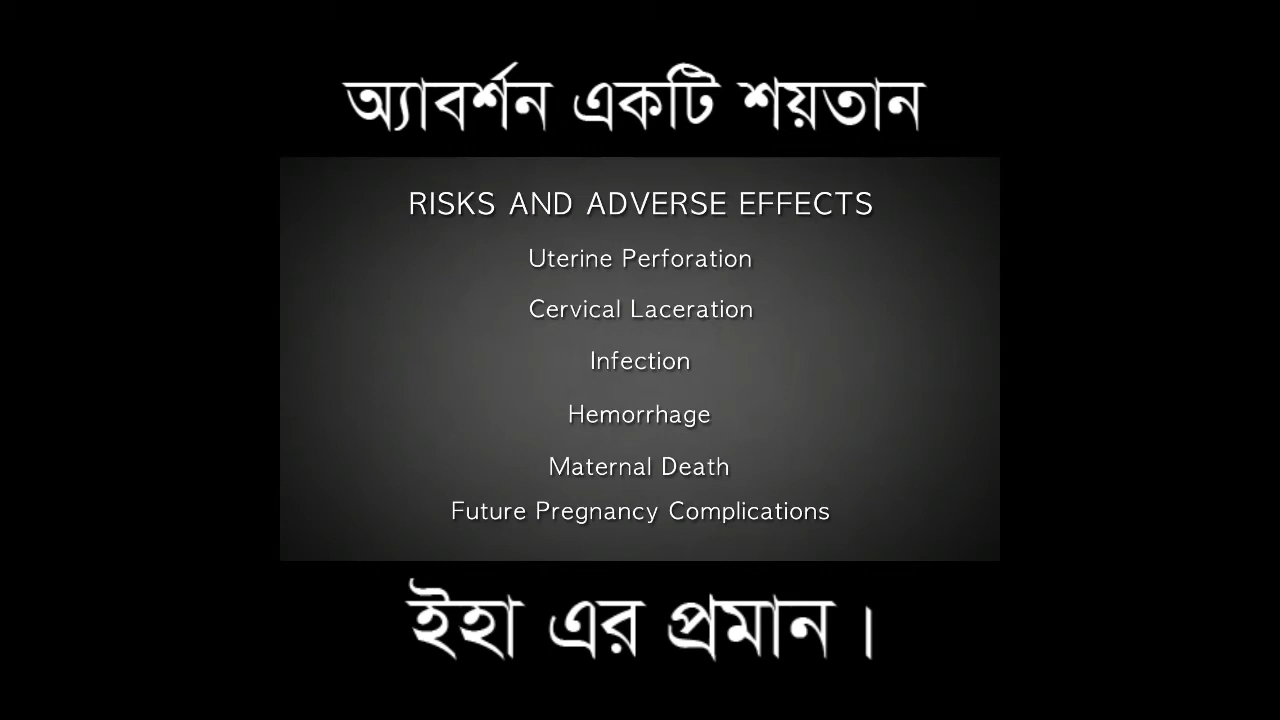 অ্যাবর্শন একটি শয়তান
RISKS AND ADVERSE EFFECTS
Uterine Perforation
Cervical Laceration
Infection
Hemorrhage
Maternal Death
Future Pregnancy Complications
ইহা এর প্রমান।